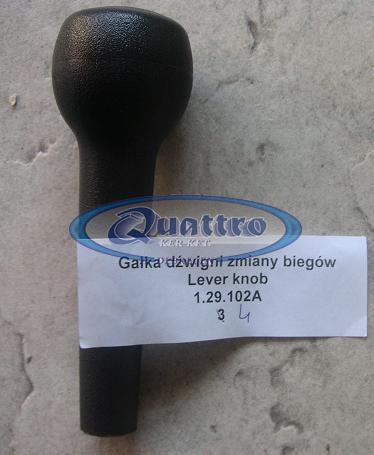 Quattro
KER-KER
Gałka dźwigni zmiany biegów
Lever knob
1.29.102A
3 4